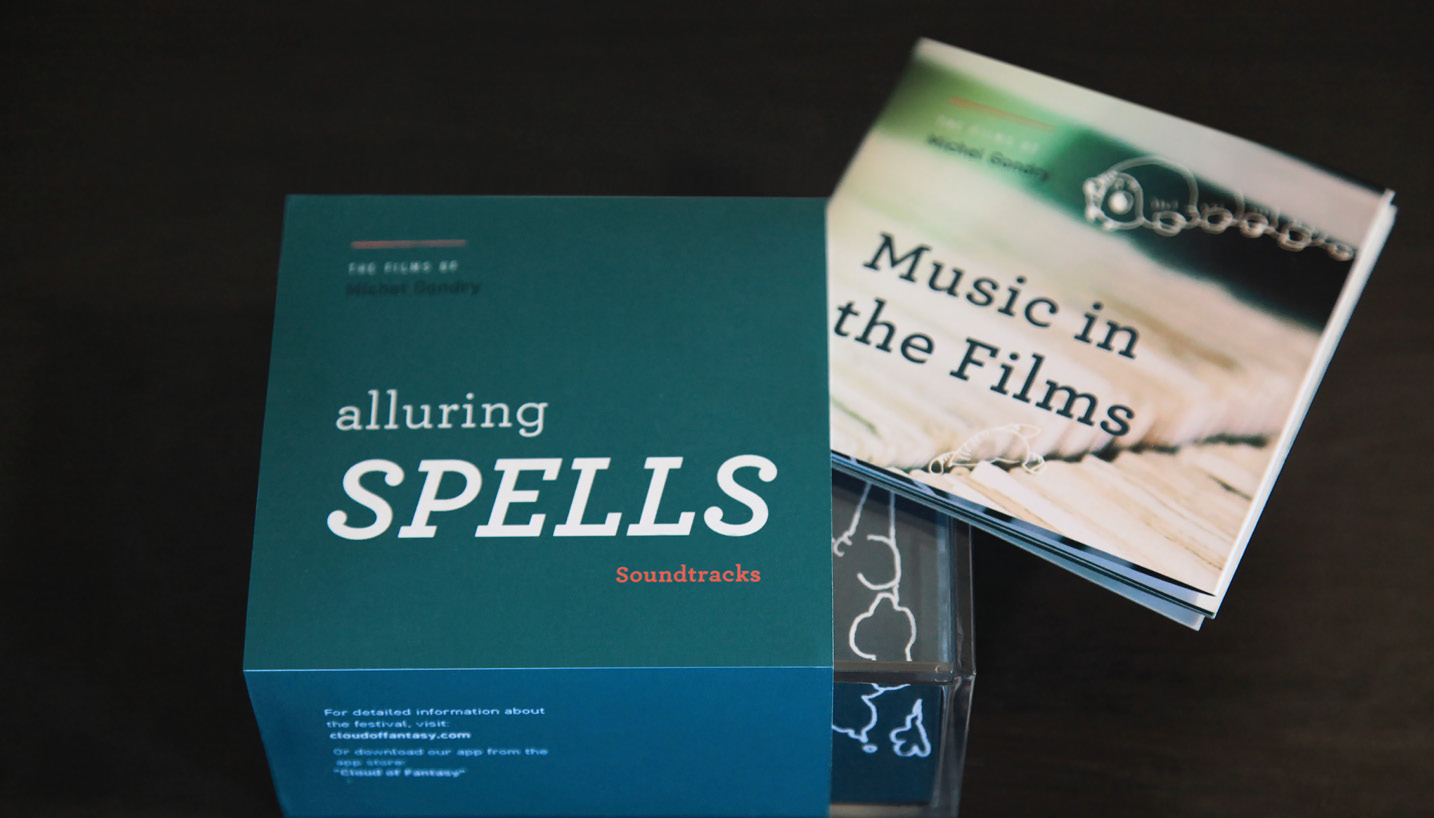 THE FILMS OF
Michel Gondry
alluring
SPELLS
Soundtracks
For detailed information about
the festival, visit:
cloudoffantasy.com
Or download our app from the
app store:
"Cloud of Fantasy"
THE FILMS OF
Michel Gondry
Music in
the Films